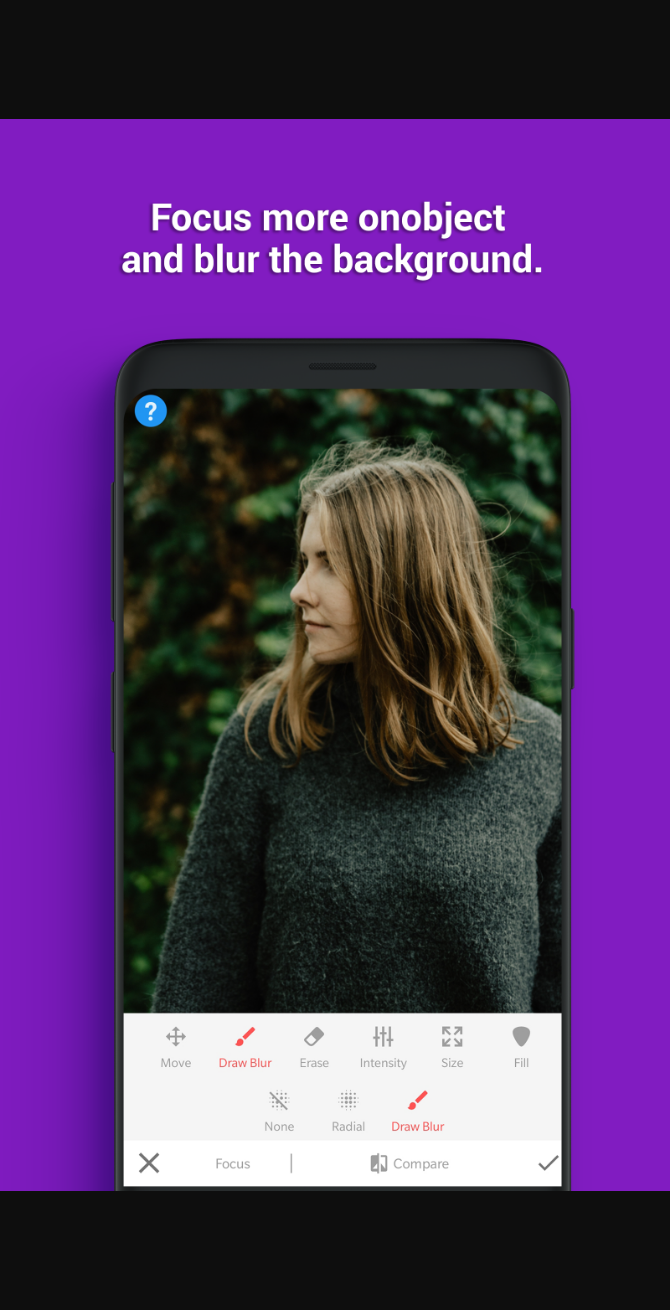 Focus more onobject
and blur the background.
?
Move Draw Blur Erase Intensity Size Fill
None Radial Draw Blur
Focus Compare